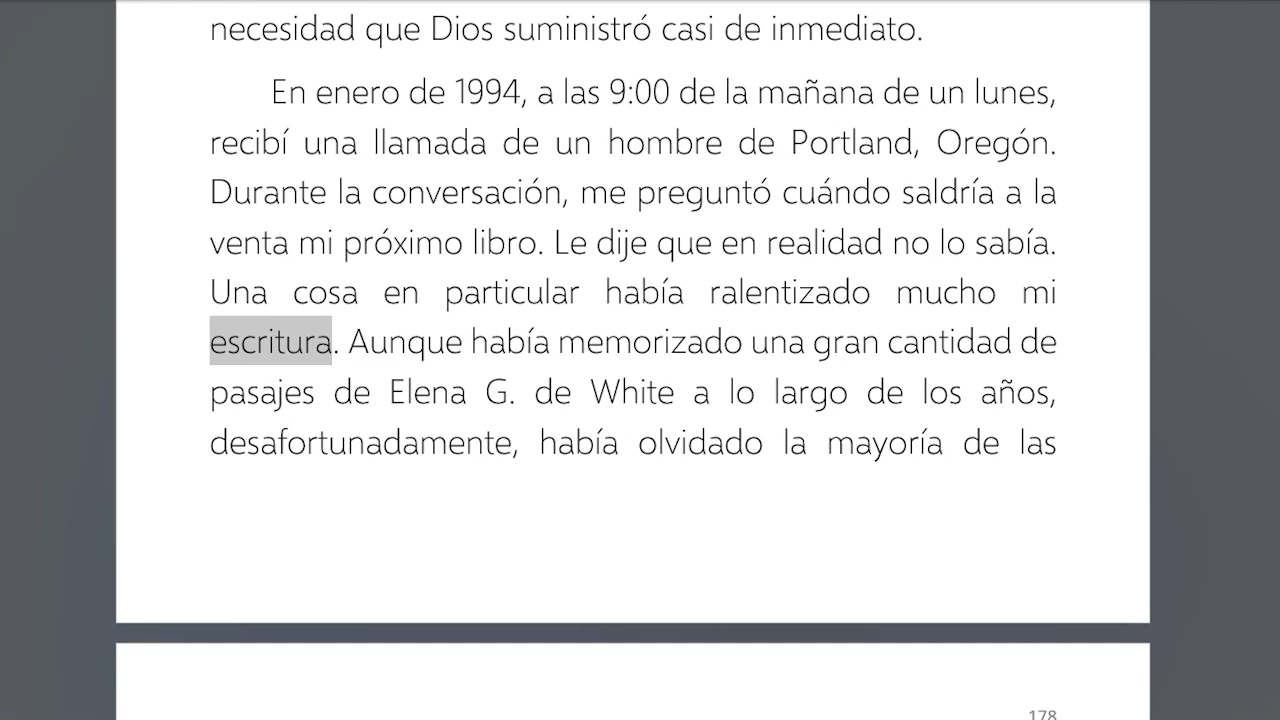 necesidad que Dios suministró casi de inmediato.
En enero de 1994, a las 9:00 de la mañana de un lunes,
recibí una llamada de un hombre de Portland, Oregón.
Durante la conversación, me preguntó cuándo saldría a la
venta mi próximo libro. Le dije que en realidad no lo sabía.
Una cosa en particular había ralentizado mucho mi
escritura. Aunque había memorizado una gran cantidad de
pasajes de Elena G. de White a lo largo de los años,
desafortunadamente, había olvidado la mayoría de las
178